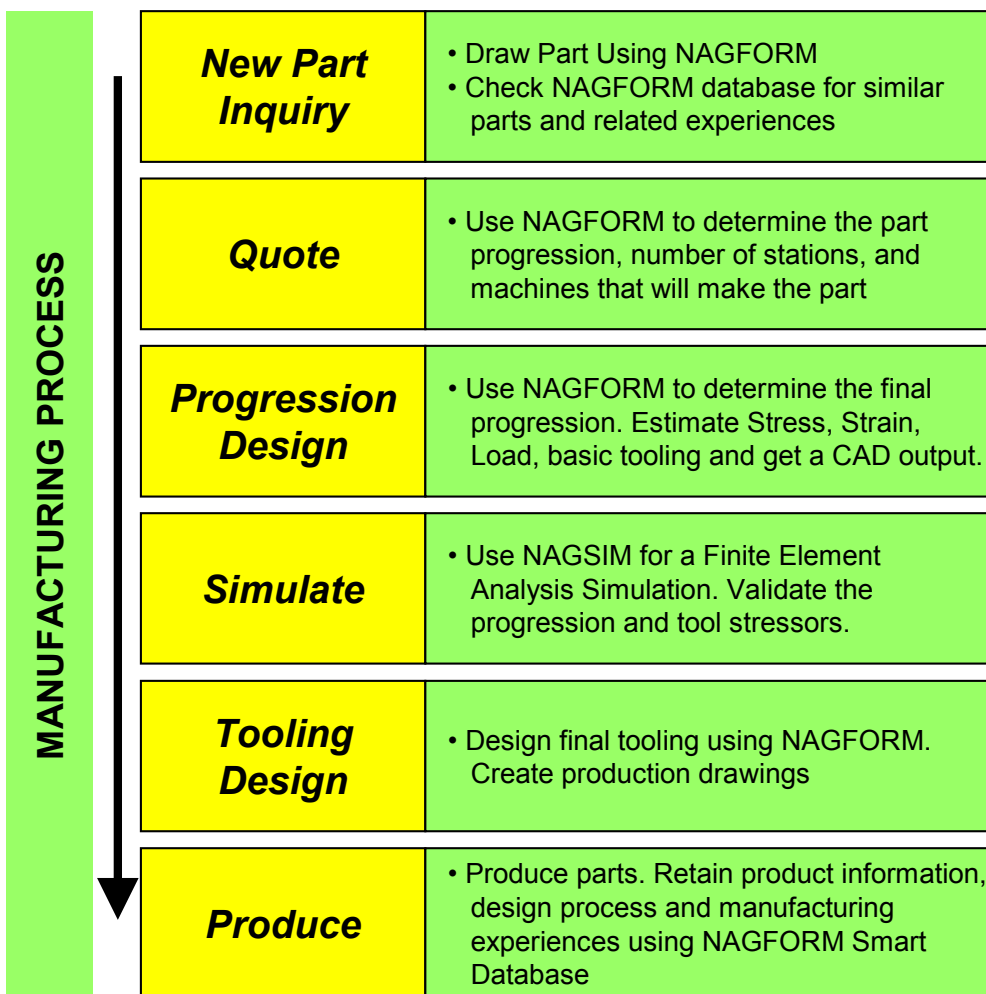 MANUFACTURING PROCESS
New Part
Inquiry
• Draw Part Using NAGFORM
• Check NAGFORM database for similar
parts and related experiences
Quote
• Use NAGFORM to determine the part
progression, number of stations, and
machines that will make the part
Progression
Design
• Use NAGFORM to determine the final
progression. Estimate Stress, Strain,
Load, basic tooling and get a CAD output.
Simulate
• Use NAGSIM for a Finite Element
Analysis Simulation. Validate the
progression and tool stressors.
Tooling
Design
• Design final tooling using NAGFORM.
Create production drawings
Produce
• Produce parts. Retain product information,
design process and manufacturing
experiences using NAGFORM Smart
Database